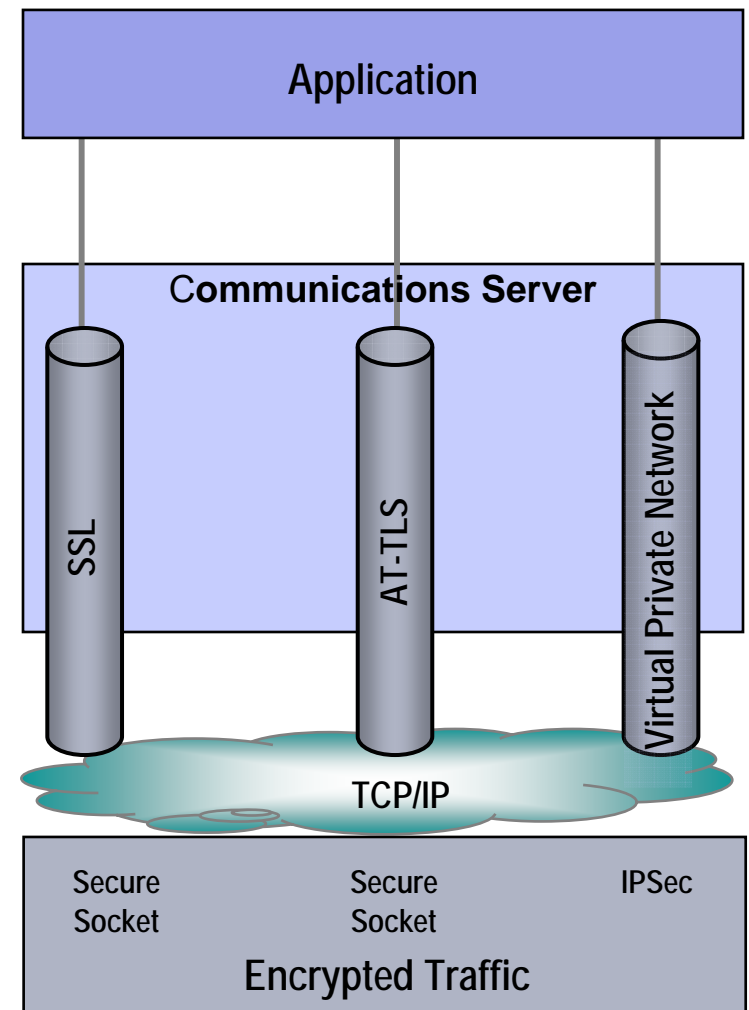 Application
Communications Server
SSL
AT-TLS
Virtual Private Network
TCP/IP
Secure
Socket
Secure
Socket
IPSec
Encrypted Traffic